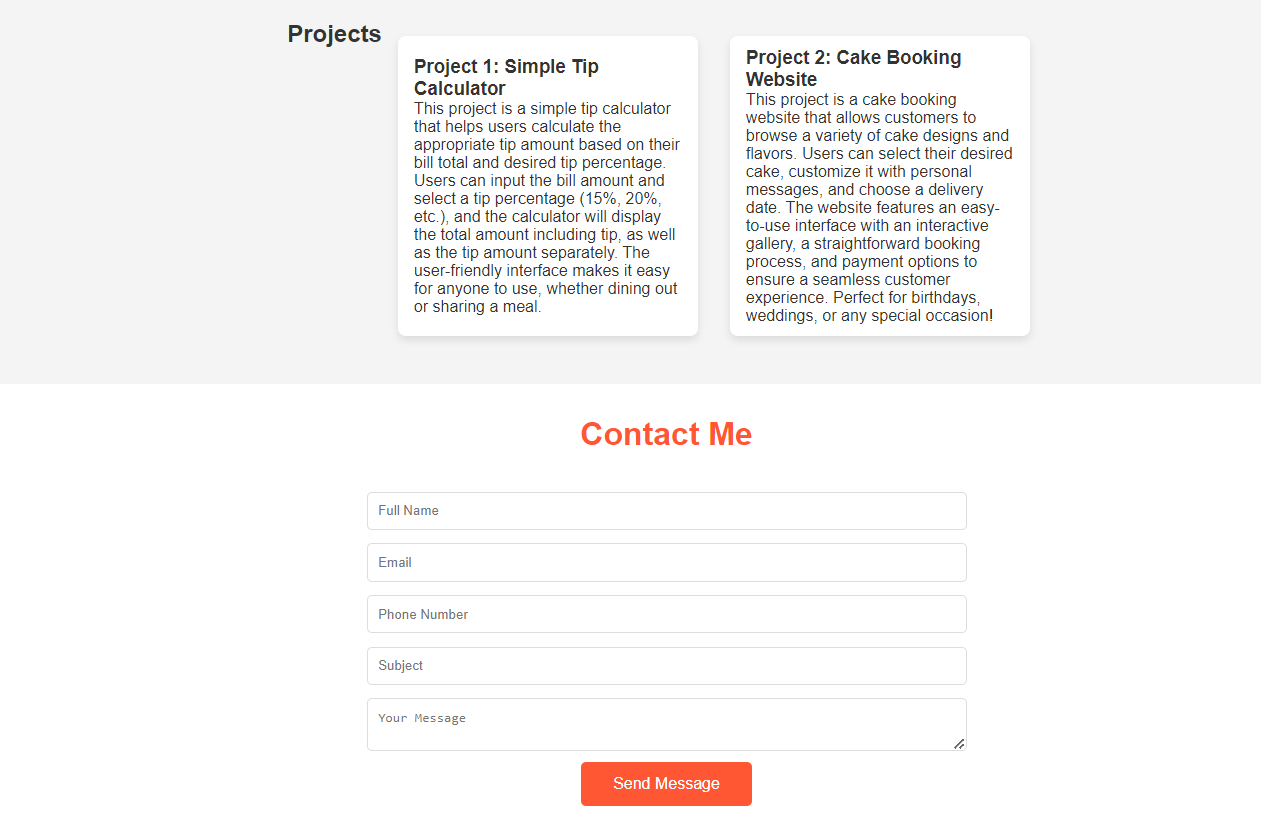 Projects
Project 1: Simple Tip
Calculator
This project is a simple tip calculator
that helps users calculate the
appropriate tip amount based on their
bill total and desired tip percentage.
Users can input the bill amount and
select a tip percentage (15%, 20%,
etc.), and the calculator will display
the total amount including tip, as well
as the tip amount separately. The
user-friendly interface makes it easy
for anyone to use, whether dining out
or sharing a meal.
Project 2: Cake Booking
Website
This project is a cake booking
website that allows customers to
browse a variety of cake designs and
flavors. Users can select their desired
cake, customize it with personal
messages, and choose a delivery
date. The website features an easy-
to-use interface with an interactive
gallery, a straightforward booking
process, and payment options to
ensure a seamless customer
experience. Perfect for birthdays,
weddings, or any special occasion!
Contact Me
Full Name
Email
Phone Number
Subject
Your Message
Send Message